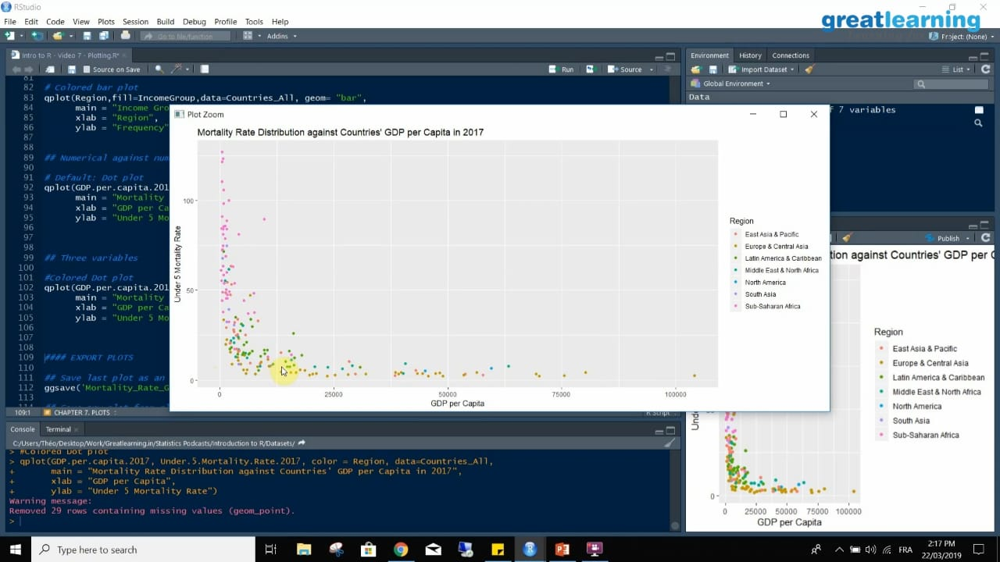 RStudio
greatlearning
File Edit Code View Plots Session Build Debug Profile Tools Help
Go to file/function
Addins
Project: (None)
Intro to R - Video 7 - Plotting.R*
Source on Save
Run
Source
82 # Colored bar plot
83 qplot(Region,fill=IncomeGroup,data=Countries_All, geom= "bar",
84 main = "Income Gro
85 xlab = "Region",
86 ylab = "Frequency"
87
88
89 ## Numerical against num
90
91 # Default: Dot plot
92 qplot(GDP.per.capita.201
93 main = "Mortality
94 xlab = "GDP per Ca
95 ylab = "Under 5 Mo
96
97
98
99 ## Three variables
100
101 #Colored Dot plot
102 qplot(GDP.per.capita.201
103 main = "Mortality
104 xlab = "GDP per Ca
105 ylab = "Under 5 Mo
106
107
108
109 #### EXPORT PLOTS
110
111 ## Save last plot as an
112 ggsave('Mortality_Rate_G
113
109:1 CHAPTER 7. PLOTS
R Script
Environment History Connections
Import Dataset
List
Global Environment
Data
f 7 variables
Plot Zoom
Mortality Rate Distribution against Countries' GDP per Capita in 2017
100
50
0
Under 5 Mortality Rate
0 25000 50000 75000 100000
GDP per Capita
Region
East Asia & Pacific
Europe & Central Asia
Latin America & Caribbean
Middle East & North Africa
North America
South Asia
Sub-Saharan Africa
Publish
tion against Countries' GDP per C
Region
East Asia & Pacific
Europe & Central Asia
Latin America & Caribbean
Middle East & North Africa
North America
South Asia
Sub-Saharan Africa
Unde
0
0 25000 50000 75000 100000
GDP per Capita
Console Terminal
C:/Users/Théo/Desktop/Work/Greatlearning.in/Statistics Podcasts/Introduction to R/Datasets/
> #Colored Dot plot
> qplot(GDP.per.capita.2017, Under.5.Mortality.Rate.2017, color = Region, data=Countries_All,
+ main = "Mortality Rate Distribution against Countries' GDP per Capita in 2017",
+ xlab = "GDP per Capita",
+ ylab = "Under 5 Mortality Rate")
Warning message:
Removed 29 rows containing missing values (geom_point).
>
Type here to search
FRA
2:17 PM
22/03/2019